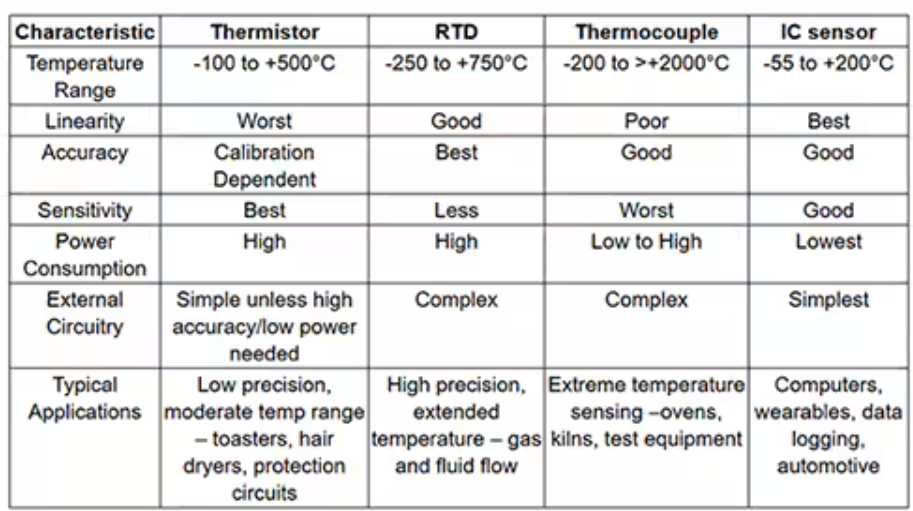 Characteristic Thermistor RTD Thermocouple IC sensor
Temperature Range -100 to +500°C -250 to +750°C -200 to >+2000°C -55 to +200°C
Linearity Worst Good Poor Best
Accuracy Calibration Dependent Best Good Good
Sensitivity Best Less Worst Good
Power Consumption High High Low to High Lowest
External Circuitry Simple unless high accuracy/low power needed Complex Complex Simplest
Typical Applications Low precision, moderate temp range – toasters, hair dryers, protection circuits High precision, extended temperature – gas and fluid flow Extreme temperature sensing –ovens, kilns, test equipment Computers, wearables, data logging, automotive